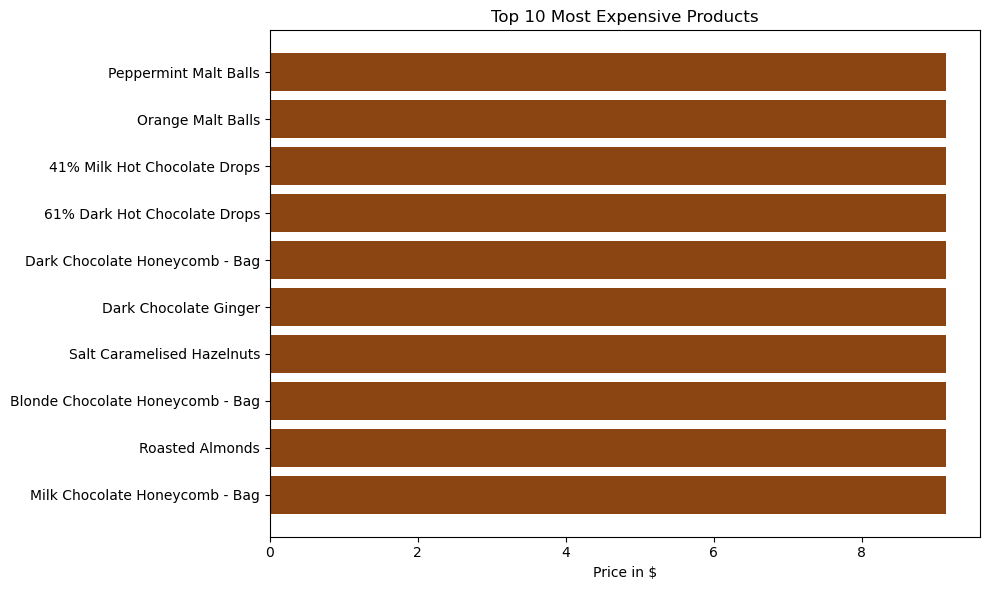 Top 10 Most Expensive Products
Peppermint Malt Balls
Orange Malt Balls
41% Milk Hot Chocolate Drops
61% Dark Hot Chocolate Drops
Dark Chocolate Honeycomb - Bag
Dark Chocolate Ginger
Salt Caramelised Hazelnuts
Blonde Chocolate Honeycomb - Bag
Roasted Almonds
Milk Chocolate Honeycomb - Bag
0 2 4 6 8
Price in $